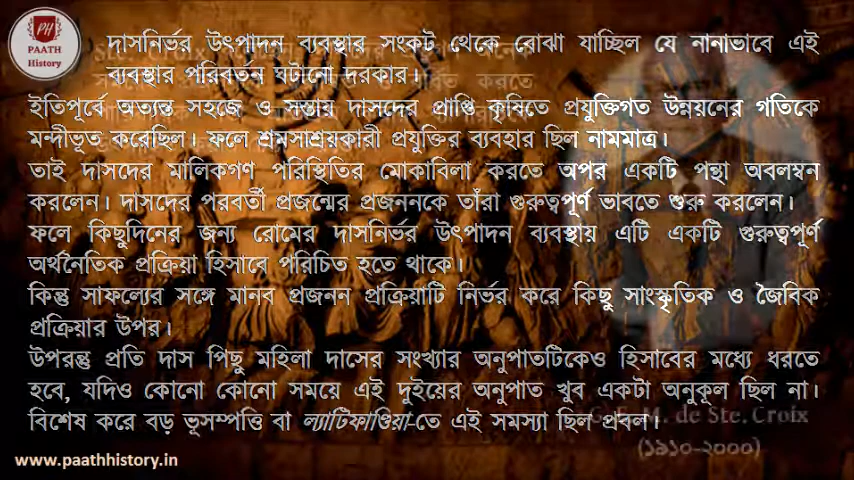 PH
PAATH
History
দাসনির্ভর উৎপাদন ব্যবস্থার সংকট থেকে বোঝা যাচ্ছিল যে নানাভাবে এই
ব্যবস্থার পরিবর্তন ঘটানো দরকার।
ইতিপূর্বে অত্যন্ত সহজে ও সস্তায় দাসদের প্রাপ্তি কৃষিতে প্রযুক্তিগত উন্নয়নের গতিকে
মন্দীভূত করেছিল। ফলে শ্রমসাশ্রয়কারী প্রযুক্তির ব্যবহার ছিল নামমাত্র।
তাই দাসদের মালিকগণ পরিস্থিতির মোকাবিলা করতে অপর একটি পন্থা অবলম্বন
করলেন। দাসদের পরবর্তী প্রজন্মের প্রজননকে তাঁরা গুরুত্বপূর্ণ ভাবতে শুরু করলেন।
ফলে কিছুদিনের জন্য রোমের দাসনির্ভর উৎপাদন ব্যবস্থায় এটি একটি গুরুত্বপূর্ণ
অর্থনৈতিক প্রক্রিয়া হিসাবে পরিচিত হতে থাকে।
কিন্তু সাফল্যের সঙ্গে মানব প্রজনন প্রক্রিয়াটি নির্ভর করে কিছু সাংস্কৃতিক ও জৈবিক
প্রক্রিয়ার উপর।
উপরন্তু প্রতি দাস পিছু মহিলা দাসের সংখ্যার অনুপাতটিকেও হিসাবের মধ্যে ধরতে
হবে, যদিও কোনো কোনো সময়ে এই দুইয়ের অনুপাত খুব একটা অনুকূল ছিল না।
বিশেষ করে বড় ভূসম্পত্তি বা ল্যাটিফাণ্ডিয়া-তে এই সমস্যা ছিল প্রবল।
M. de Ste. Croix
(১৯১০-২০০০)
www.paathhistory.in